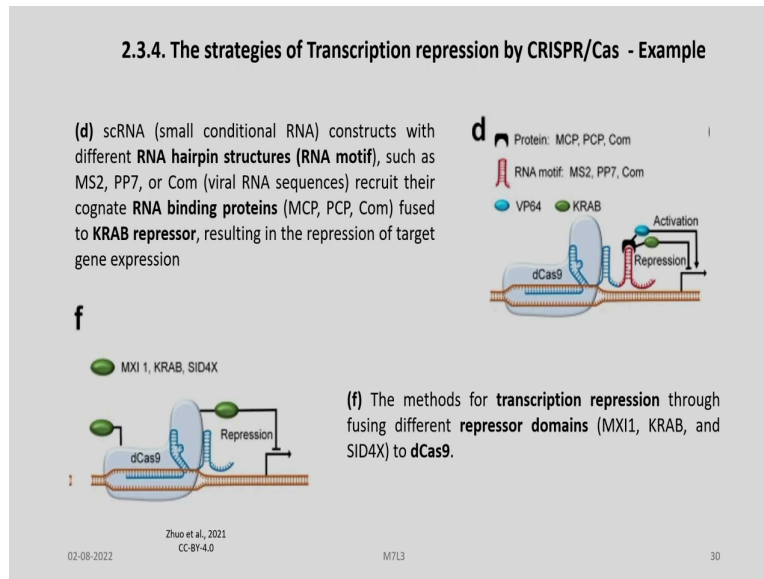 2.3.4. The strategies of Transcription repression by CRISPR/Cas - Example
(d) scRNA (small conditional RNA) constructs with
different RNA hairpin structures (RNA motif), such as
MS2, PP7, or Com (viral RNA sequences) recruit their
cognate RNA binding proteins (MCP, PCP, Com) fused
to KRAB repressor, resulting in the repression of target
gene expression
d
Protein: MCP, PCP, Com
RNA motif: MS2, PP7, Com
VP64
KRAB
Activation
Repression
dCas9
f
MXI 1, KRAB, SID4X
Repression
dCas9
(f) The methods for transcription repression through
fusing different repressor domains (MXI1, KRAB, and
SID4X) to dCas9.
Zhuo et al., 2021
CC-BY-4.0
02-08-2022
M7L3
30